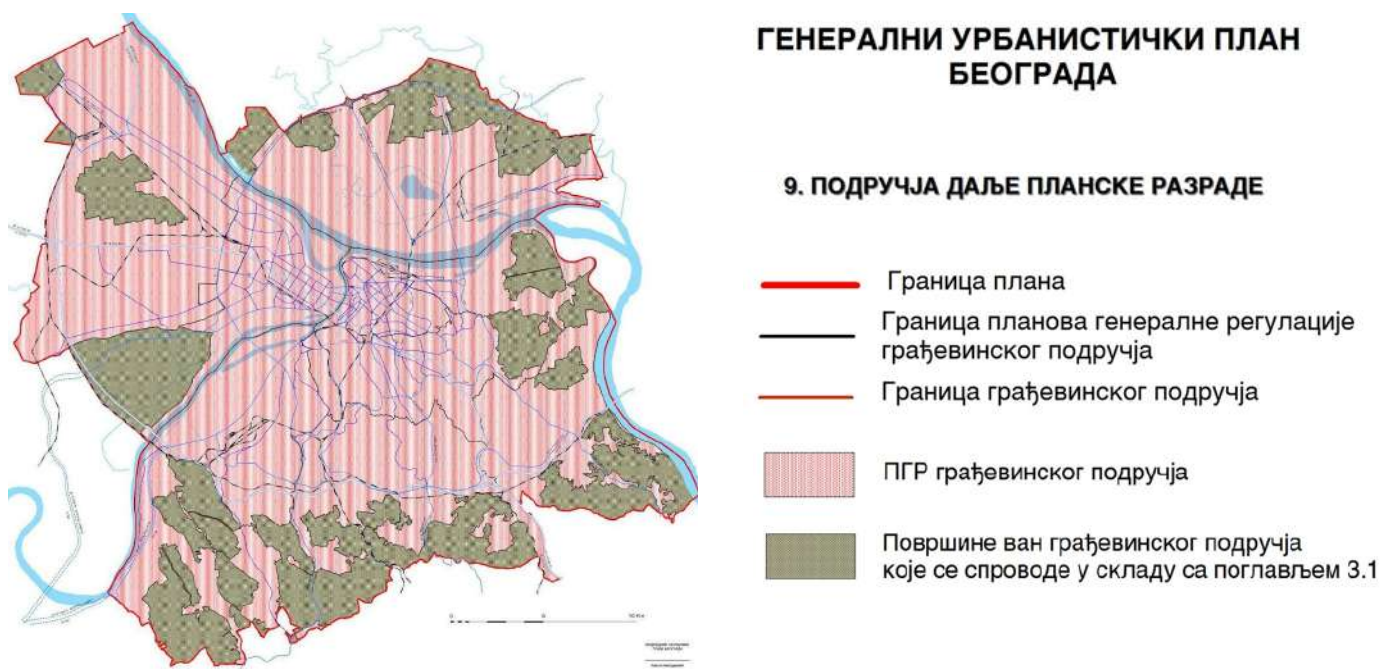 ГЕНЕРАЛНИ УРБАНИСТИЧКИ ПЛАН
БЕОГРАДА
9. ПОДРУЧЈА ДАЉЕ ПЛАНСКЕ РАЗРАДЕ
Граница плана
Граница планова генералне регулације
грађевинског подручја
Граница грађевинског подручја
ПГР грађевинског подручја
Површине ван грађевинског подручја
које се спроводе у складу са поглављем 3.1